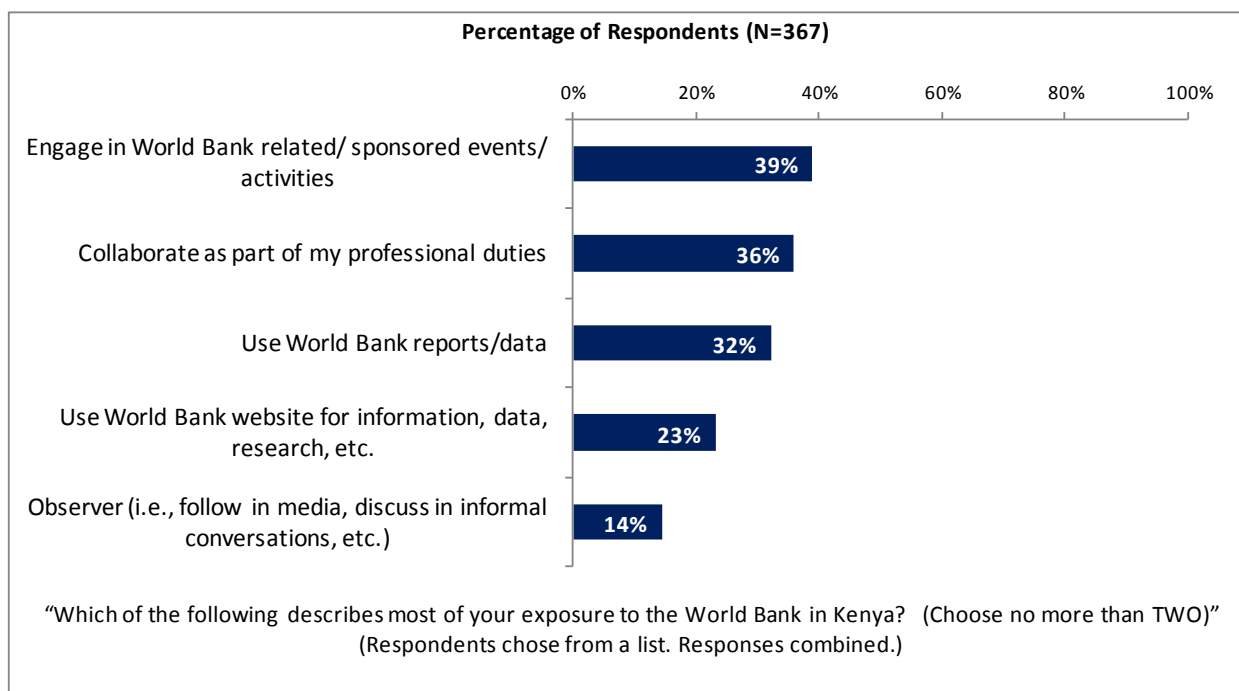 Percentage of Respondents (N=367)
0% 20% 40% 60% 80% 100%
Engage in World Bank related/ sponsored events/
activities
39%
Collaborate as part of my professional duties
36%
Use World Bank reports/data
32%
Use World Bank website for information, data,
research, etc.
23%
Observer (i.e., follow in media, discuss in informal
conversations, etc.)
14%
“Which of the following describes most of your exposure to the World Bank in Kenya? (Choose no more than TWO)”
(Respondents chose from a list. Responses combined.)